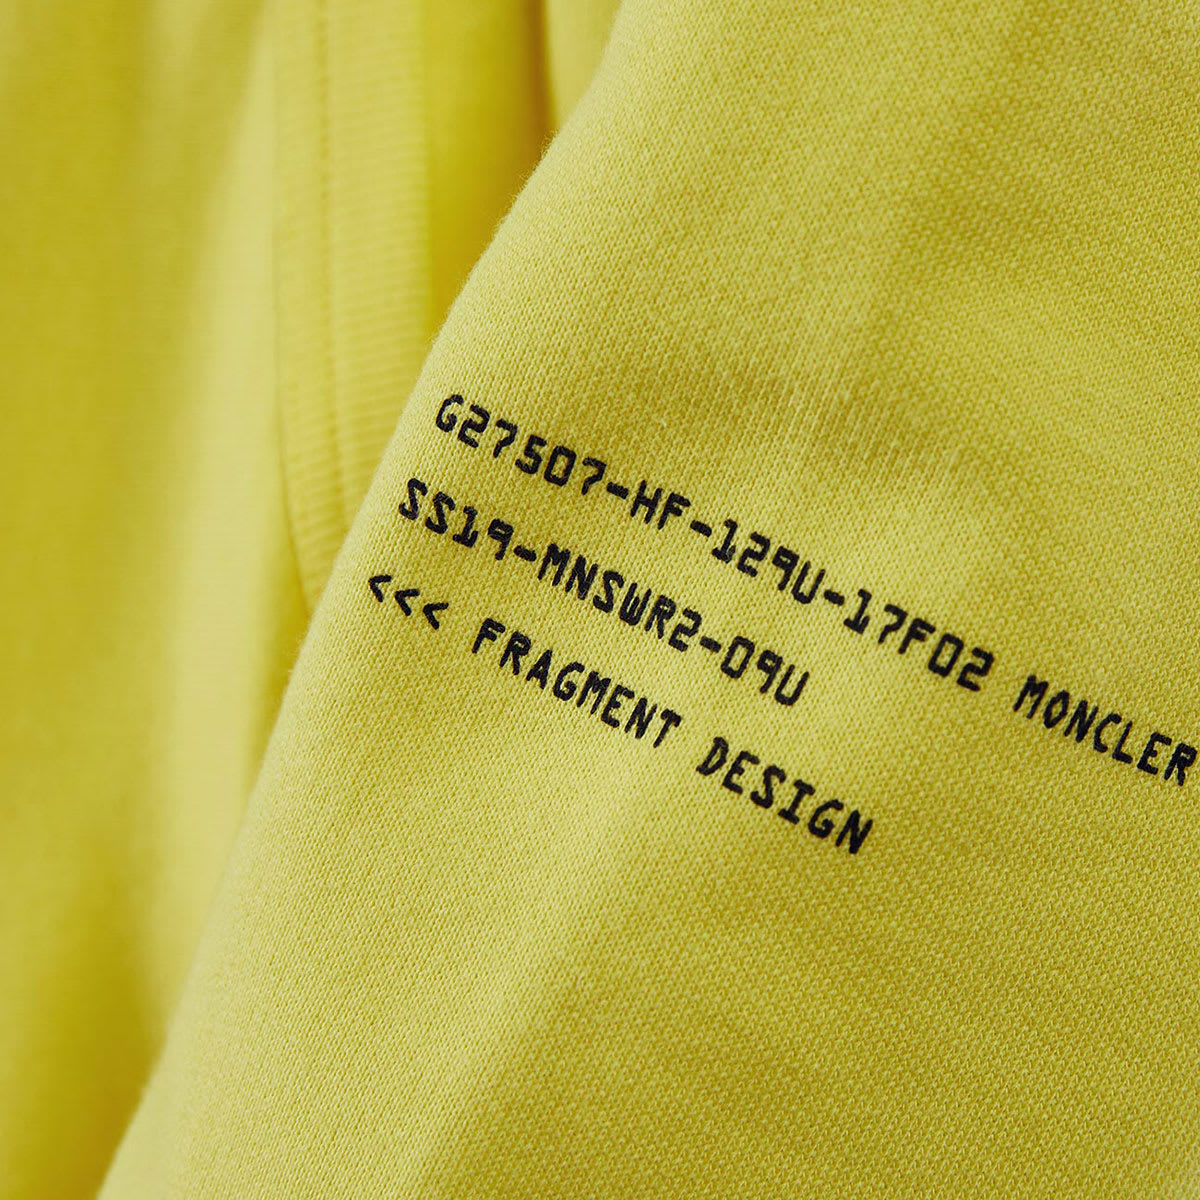 G27507-HF-129U-17F02 MONCLER
SS19-MNSWR2-09U
<<< FRAGMENT DESIGN